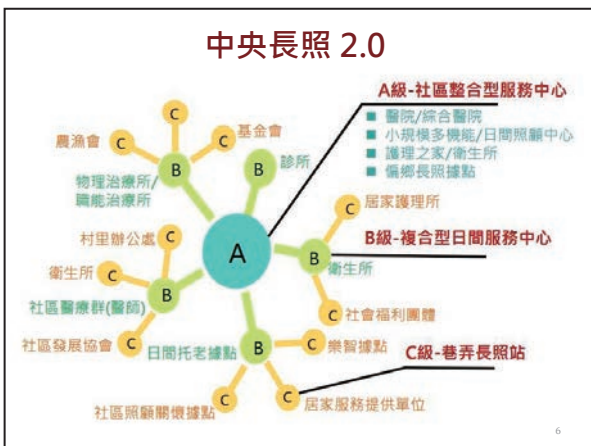 中央長照 2.0
A級-社區整合型服務中心
■ 醫院/綜合醫院
■ 小規模多機能/日間照顧中心
■ 護理之家/衛生所
■ 偏鄉長照據點
C
農漁會
C
C
基金會
B
物理治療所/
職能治療所
B
診所
C
居家護理所
A
B級-複合型日間服務中心
B
衛生所
村里辦公處
C
衛生所
C
B
社區醫療群(醫師)
社區發展協會
C
C
社會福利團體
日間托老據點
B
C
樂智據點
C級-巷弄長照站
C
社區照顧關懷據點
C
居家服務提供單位
6